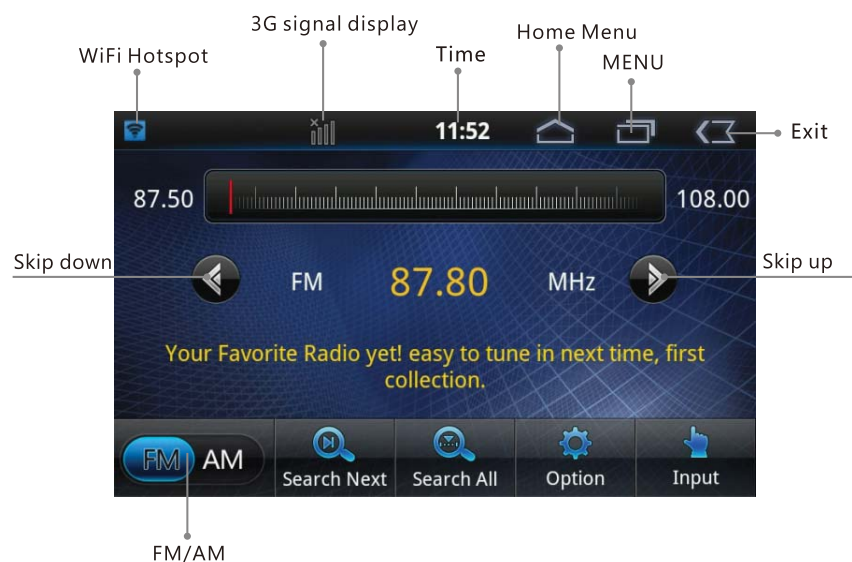 3G signal display
Home Menu
WiFi Hotspot
Time
MENU
11:52
Exit
87.50
108.00
Skip down
Skip up
FM
87.80
MHz
Your Favorite Radio yet! easy to tune in next time, first
collection.
FM AM
Search Next
Search All
Option
Input
FM/AM